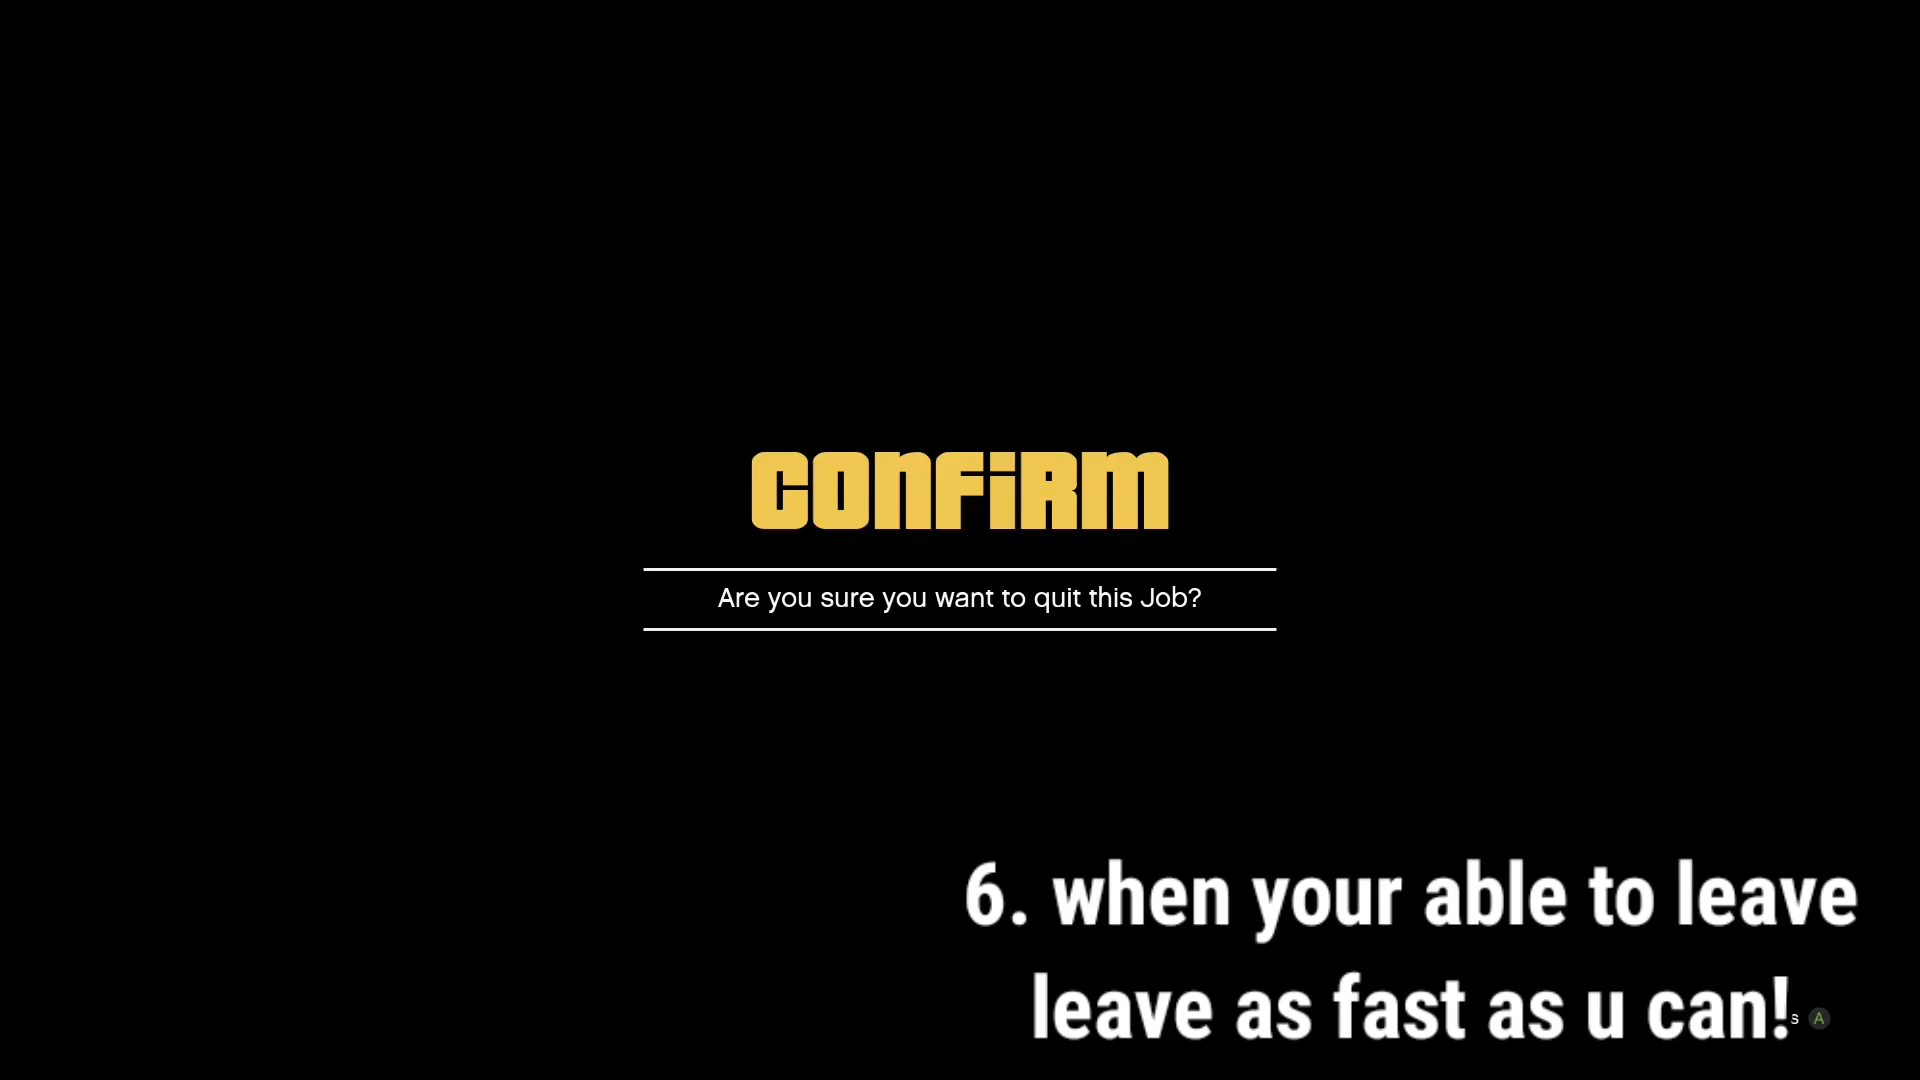 CONFIRM
Are you sure you want to quit this Job?
6. when your able to leave
leave as fast as u can!
s A